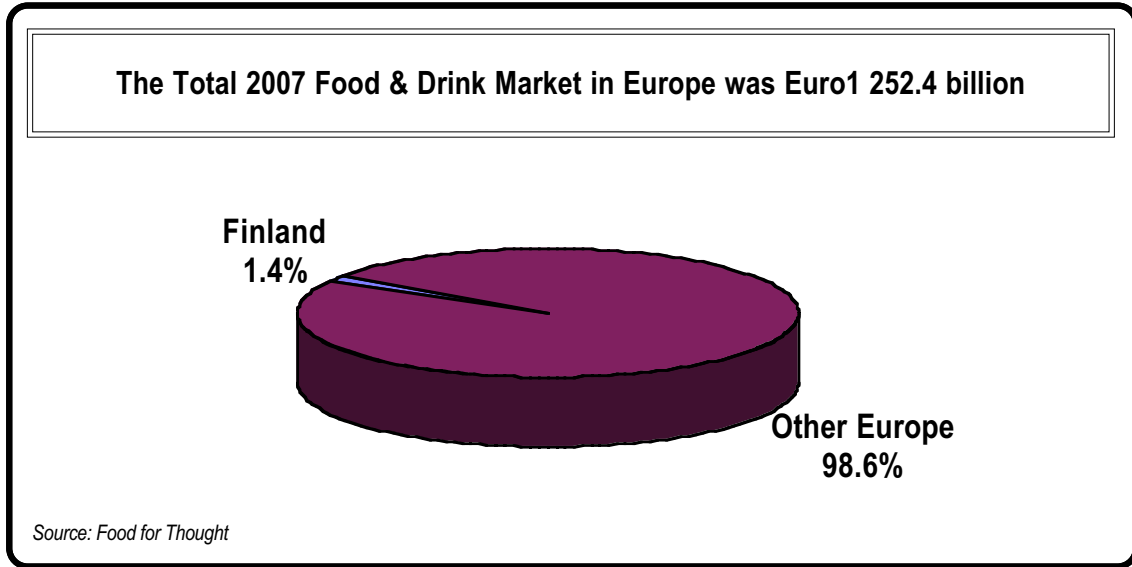 The Total 2007 Food & Drink Market in Europe was Euro1 252.4 billion
Finland
1.4%
Other Europe
98.6%
Source: Food for Thought